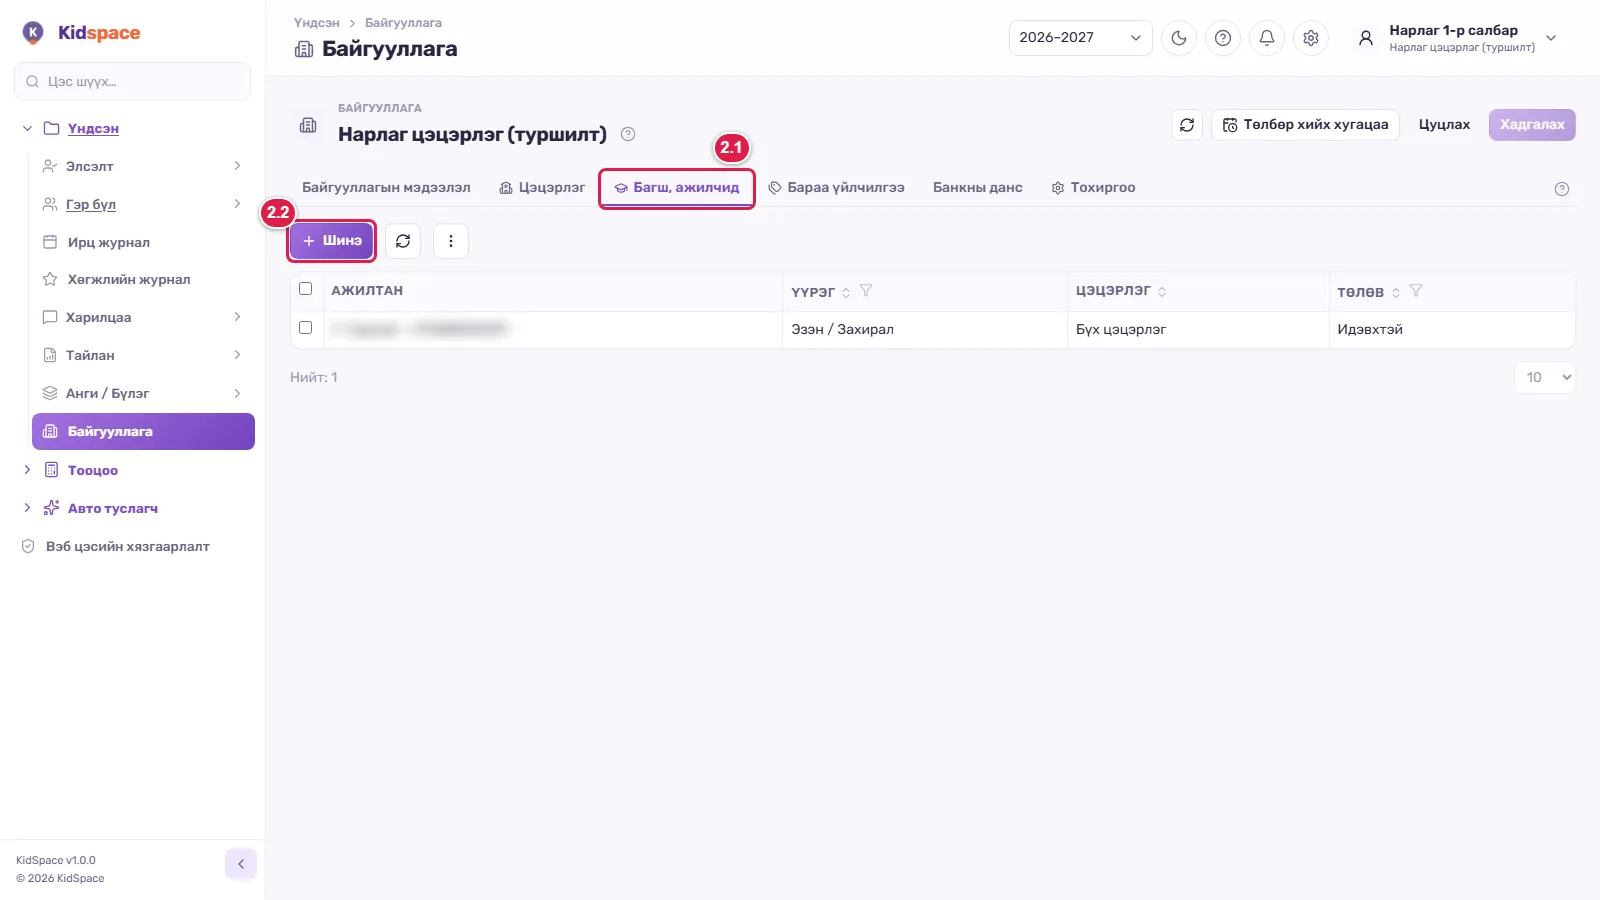 Kidspace
Цэс шүүх...
Үндсэн
Элсэлт
Гэр бүл
Ирц журнал
Хөгжлийн журнал
Харилцаа
Тайлан
Анги / Бүлэг
Байгууллага
Тооцоо
Авто туслагч
Вэб цэсийн хязгаарлалт
KidSpace v1.0.0
© 2026 KidSpace
Үндсэн > Байгууллага
Байгууллага
2026-2027
Нарлаг 1-р салбар
Нарлаг цэцэрлэг (туршилт)
БАЙГУУЛЛАГА
Нарлаг цэцэрлэг (туршилт)
Төлбөр хийх хугацаа
Цуцлах
Хадгалах
2.1
Байгууллагын мэдээлэл Цэцэрлэг Багш, ажилчид Бараа үйлчилгээ Банкны данс Тохиргоо
2.2
+ Шинэ
АЖИЛТАН ҮҮРЭГ ЦЭЦЭРЛЭГ ТӨЛӨВ
Эзэн / Захирал Бүх цэцэрлэг Идэвхтэй
Нийт: 1
10